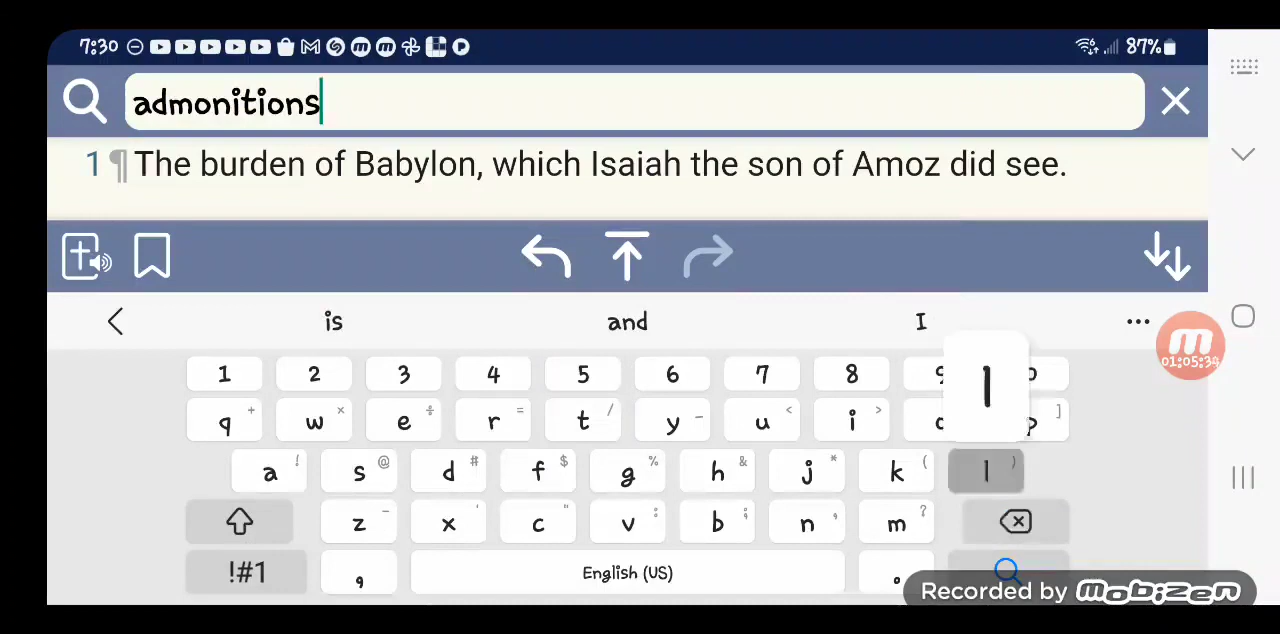 7:30 87%
admonitions
1 ¶ The burden of Babylon, which Isaiah the son of Amoz did see.
is and I ...
01:05:34
1 2 3 4 5 6 7 8 9
l
q + w × e ÷ r = t / y - u < i > p ]
a ! s @ d # f $ g % h & j * k ( l )
z - x ' c " v : b ; n , m ?
!#1 , English (US) .
Recorded by mobizen